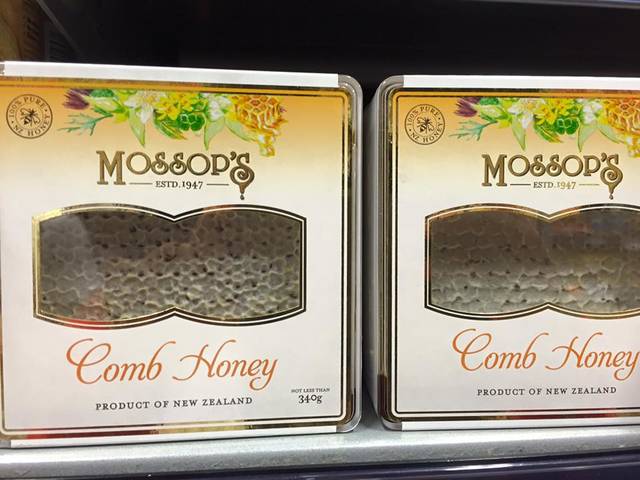 100% PURE
NZ HONEY
MOSSOP'S
ESTD. 1947
Comb Honey
PRODUCT OF NEW ZEALAND
NOT LESS THAN
340g
100% PURE
NZ HONEY
MOSSOP'S
ESTD. 1947
Comb Honey
PRODUCT OF NEW ZEALAND